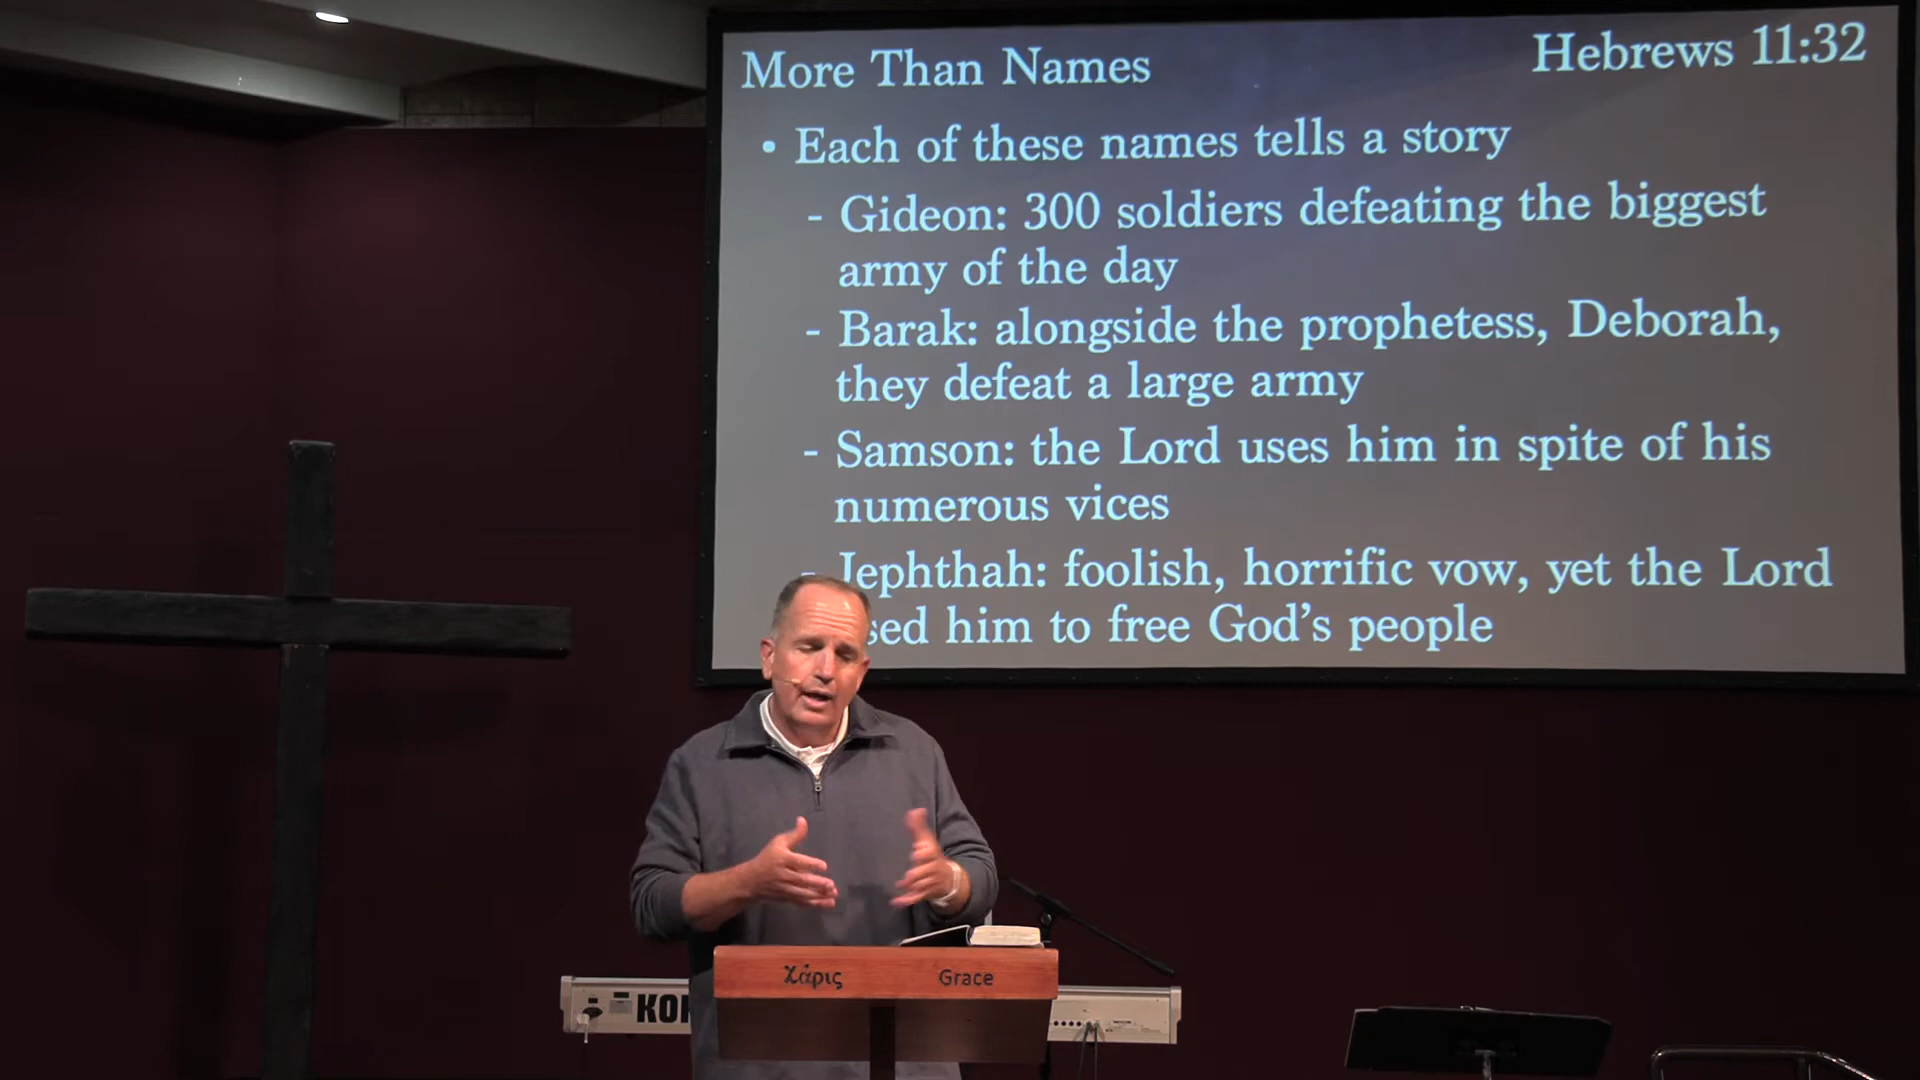 More Than Names
Hebrews 11:32
• Each of these names tells a story
- Gideon: 300 soldiers defeating the biggest
army of the day
- Barak: alongside the prophetess, Deborah,
they defeat a large army
- Samson: the Lord uses him in spite of his
numerous vices
- Jephthah: foolish, horrific vow, yet the Lord
sed him to free God's people
Χάρις Grace
KO